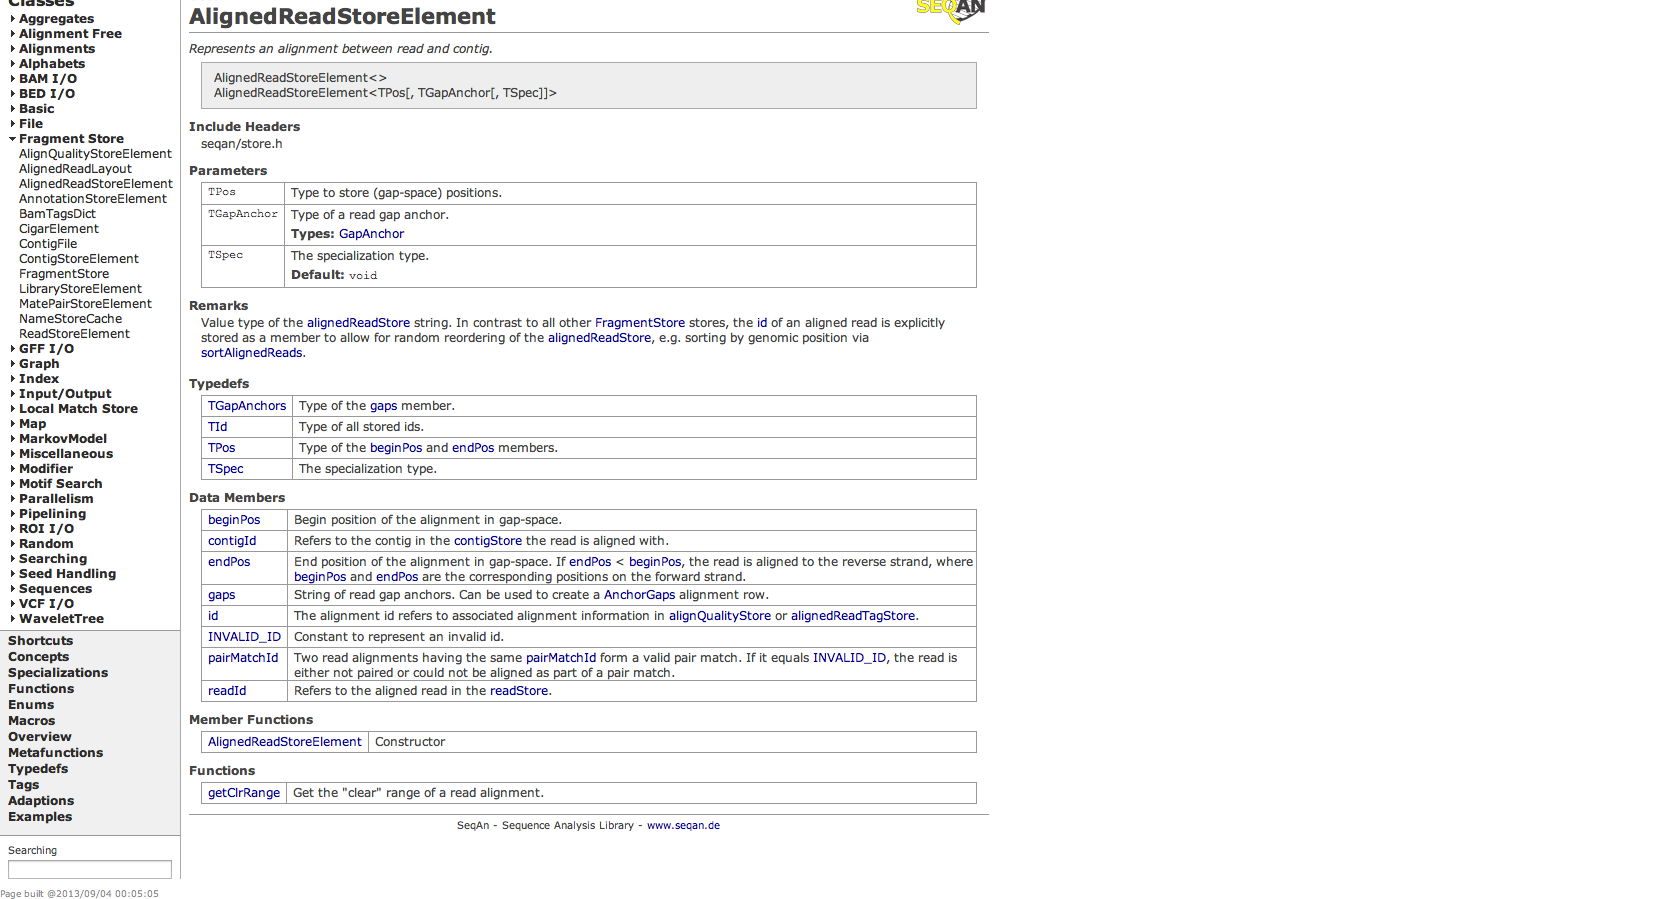 Classes
Aggregates
Alignment Free
Alignments
Alphabets
BAM I/O
BED I/O
Basic
File
Fragment Store
AlignQualityStoreElement
AlignedReadLayout
AlignedReadStoreElement
AnnotationStoreElement
BamTagsDict
CigarElement
ContigFile
ContigStoreElement
FragmentStore
LibraryStoreElement
MatePairStoreElement
NameStoreCache
ReadStoreElement
GFF I/O
Graph
Index
Input/Output
Local Match Store
Map
MarkovModel
Miscellaneous
Modifier
Motif Search
Parallelism
Pipelining
ROI I/O
Random
Searching
Seed Handling
Sequences
VCF I/O
WaveletTree
Shortcuts
Concepts
Specializations
Functions
Enums
Macros
Overview
Metafunctions
Typedefs
Tags
Adaptions
Examples
Searching
Page built @2013/09/04 00:05:05
SEQAN
AlignedReadStoreElement
Represents an alignment between read and contig.
AlignedReadStoreElement<>
AlignedReadStoreElement<TPos[, TGapAnchor[, TSpec]]>
Include Headers
seqan/store.h
Parameters
TPos Type to store (gap-space) positions.
TGapAnchor Type of a read gap anchor.
Types: GapAnchor
TSpec The specialization type.
Default: void
Remarks
Value type of the alignedReadStore string. In contrast to all other FragmentStore stores, the id of an aligned read is explicitly
stored as a member to allow for random reordering of the alignedReadStore, e.g. sorting by genomic position via
sortAlignedReads.
Typedefs
TGapAnchors Type of the gaps member.
TId Type of all stored ids.
TPos Type of the beginPos and endPos members.
TSpec The specialization type.
Data Members
beginPos Begin position of the alignment in gap-space.
contigId Refers to the contig in the contigStore the read is aligned with.
endPos End position of the alignment in gap-space. If endPos < beginPos, the read is aligned to the reverse strand, where
beginPos and endPos are the corresponding positions on the forward strand.
gaps String of read gap anchors. Can be used to create a AnchorGaps alignment row.
id The alignment id refers to associated alignment information in alignQualityStore or alignedReadTagStore.
INVALID_ID Constant to represent an invalid id.
pairMatchId Two read alignments having the same pairMatchId form a valid pair match. If it equals INVALID_ID, the read is
either not paired or could not be aligned as part of a pair match.
readId Refers to the aligned read in the readStore.
Member Functions
AlignedReadStoreElement Constructor
Functions
getClrRange Get the "clear" range of a read alignment.
SeqAn - Sequence Analysis Library - www.seqan.de